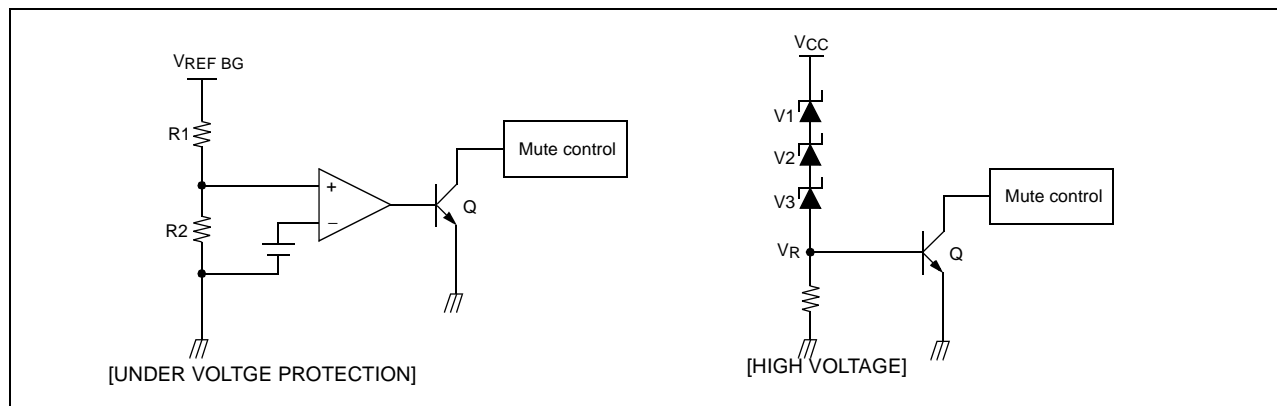 VREF BG
R1
R2
+
−
Q
Mute control
[UNDER VOLTGE PROTECTION]
VCC
V1
V2
V3
VR
Q
Mute control
[HIGH VOLTAGE]